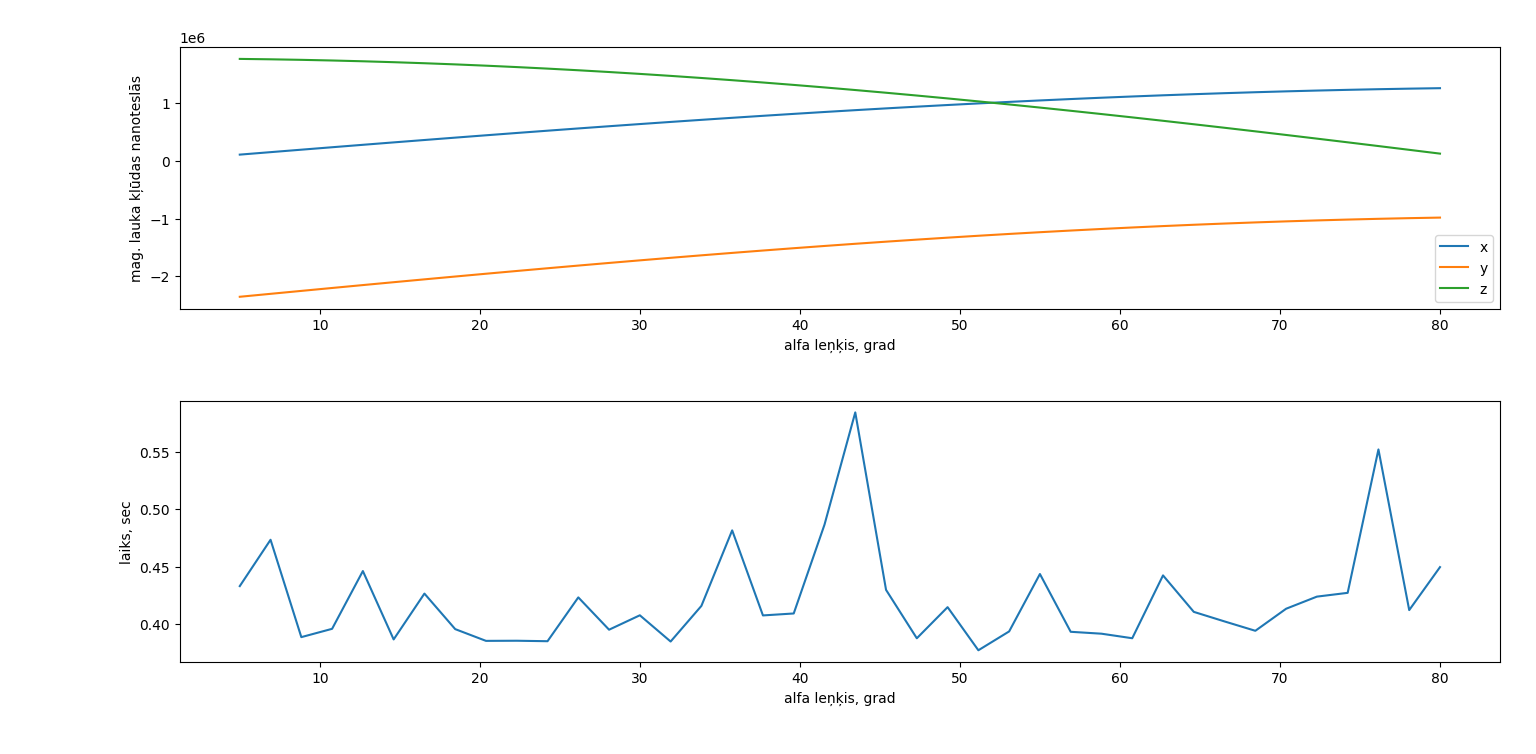 1e6
mag. lauka kļūdas nanoteslās
1
0
−1
−2
x
y
z
10 20 30 40 50 60 70 80
alfa leņķis, grad
laiks, sec
0.55
0.50
0.45
0.40
10 20 30 40 50 60 70 80
alfa leņķis, grad